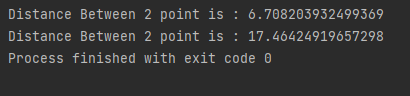 Distance Between 2 point is : 6.708203932499369
Distance Between 2 point is : 17.46424919657298
Process finished with exit code 0